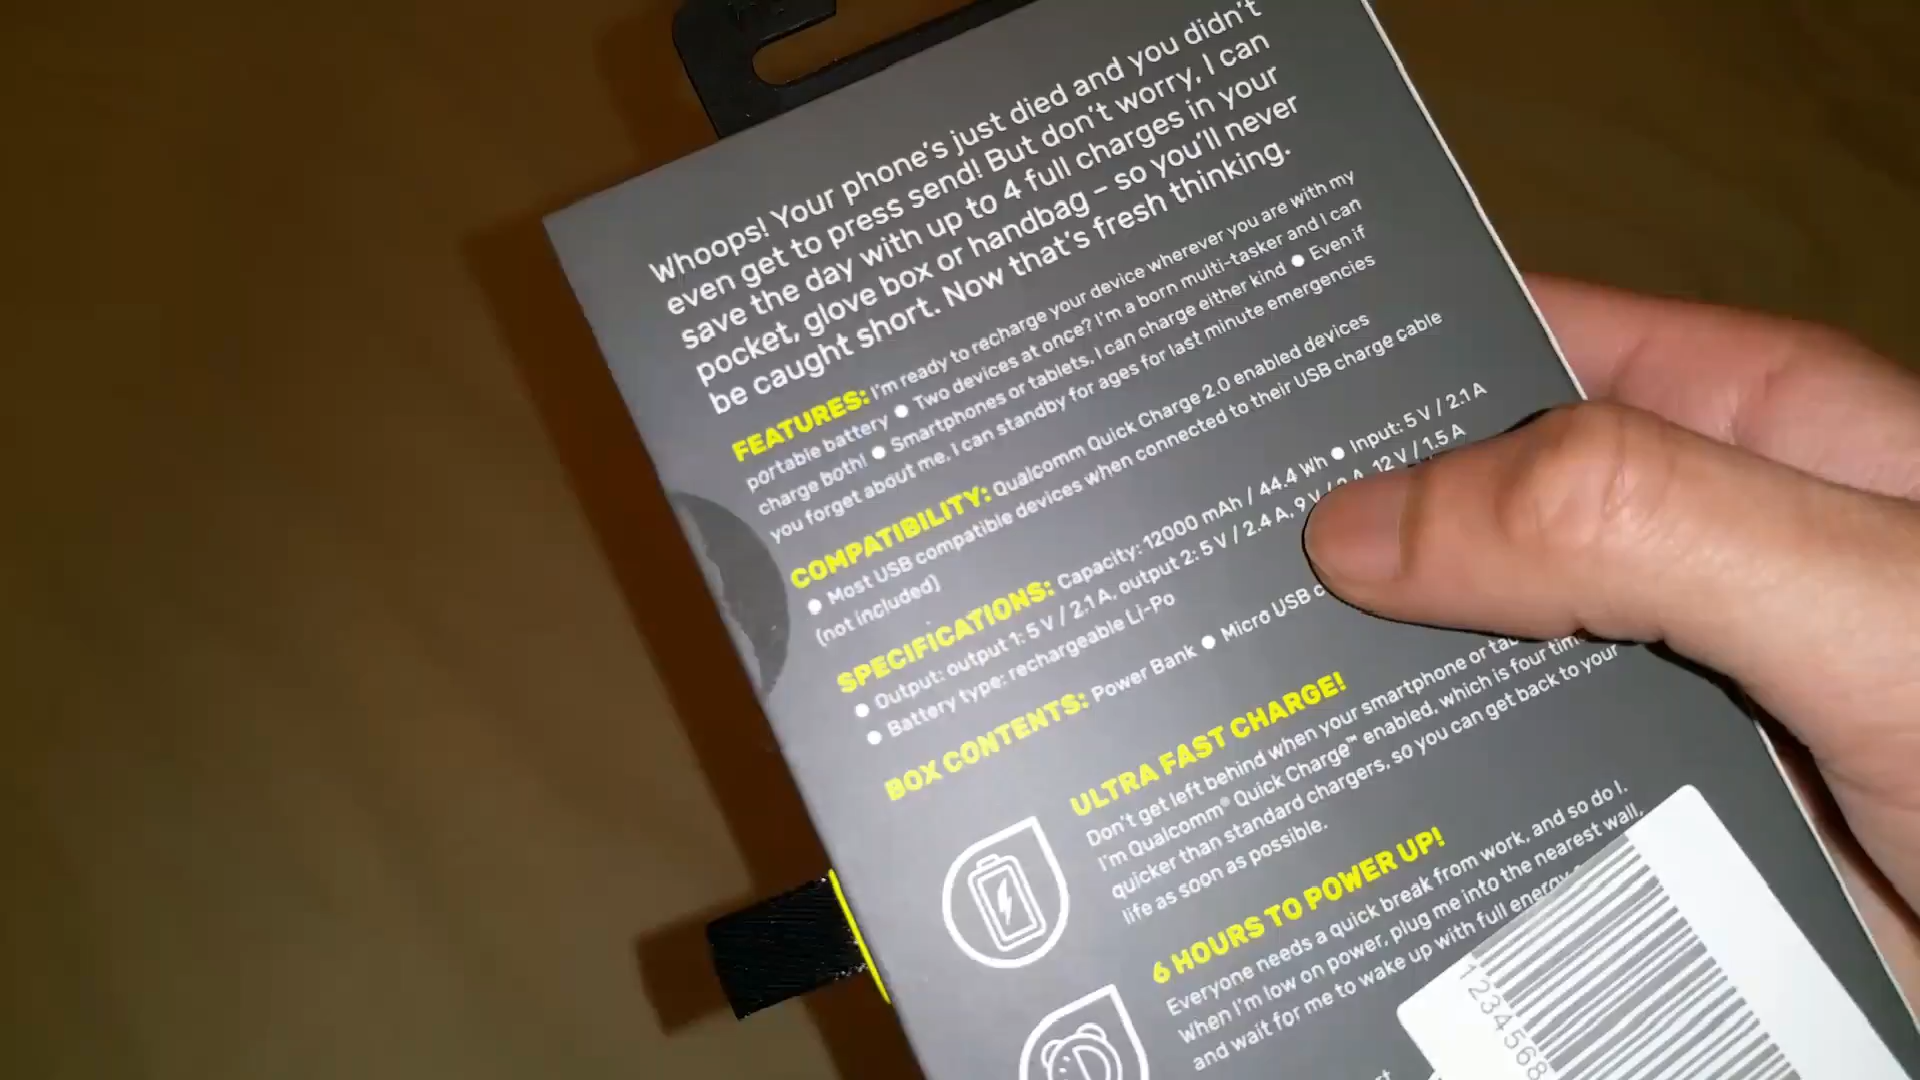 Whoops! Your phone's just died and you didn't
even get to press send! But don't worry, I can
save the day with up to 4 full charges in your
pocket, glove box or handbag – so you'll never
be caught short. Now that's fresh thinking.
FEATURES: I'm ready to recharge your device wherever you are with my
portable battery ● Two devices at once? I'm a born multi-tasker and I can
charge both! ● Smartphones or tablets, I can charge either kind ● Even if
you forget about me, I can standby for ages for last minute emergencies
COMPATIBILITY: Qualcomm Quick Charge 2.0 enabled devices
● Most USB compatible devices when connected to their USB charge cable
(not included)
SPECIFICATIONS: Capacity: 12000 mAh / 44.4 Wh ● Input: 5 V / 2.1 A
● Output: output 1: 5 V / 2.1 A, output 2: 5 V / 2.4 A, 9 V / 2 A, 12 V / 1.5 A
● Battery type: rechargeable Li-Po
BOX CONTENTS: Power Bank ● Micro USB
ULTRA FAST CHARGE!
Don't get left behind when your smartphone or
I'm Qualcomm® Quick Charge™ enabled, which is four
quicker than standard chargers, so you can get back to your
life as soon as possible.
6 HOURS TO POWER UP!
Everyone needs a quick break from work, and so do I.
When I'm low on power, plug me into the nearest wall,
and wait for me to wake up with full energy
1234568